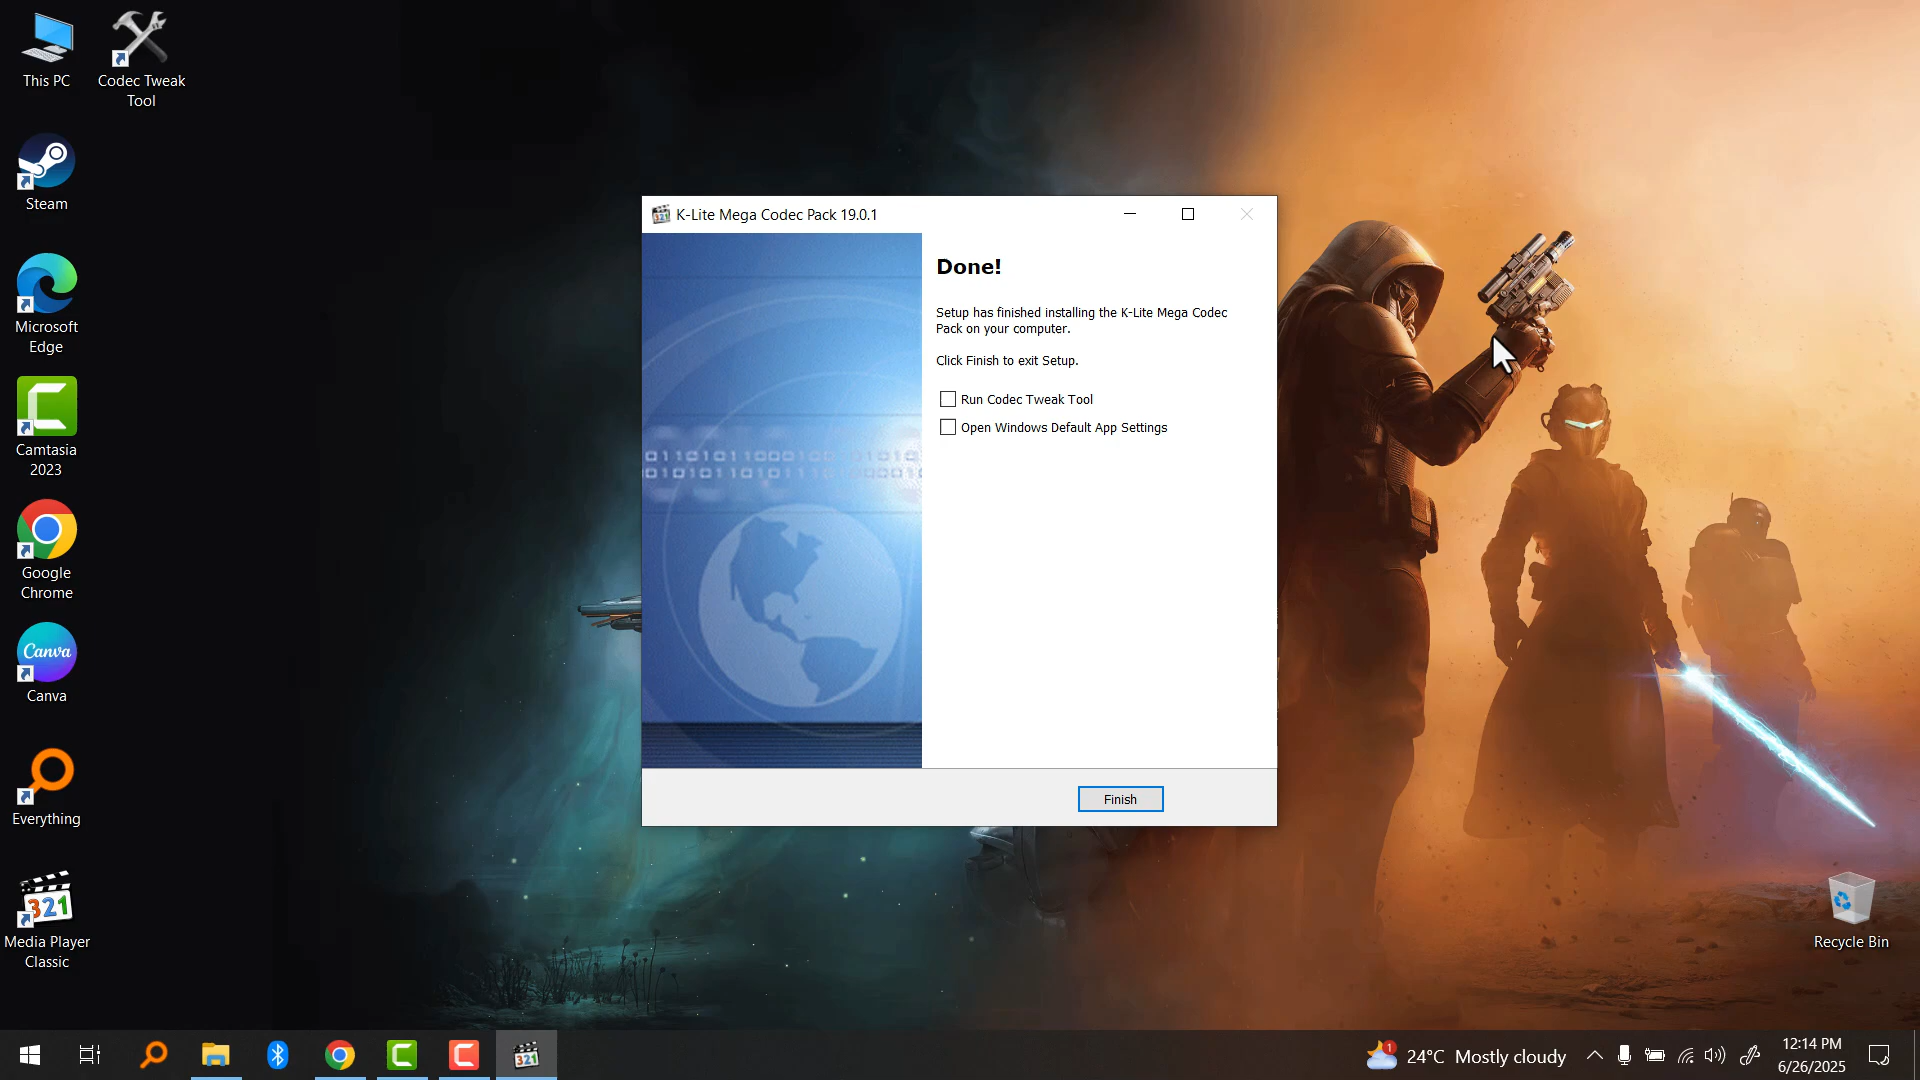 This PC
Codec Tweak
Tool
Steam
Microsoft
Edge
Camtasia
2023
Google
Chrome
Canva
Canva
Everything
321
Media Player
Classic
K-Lite Mega Codec Pack 19.0.1
Done!
Setup has finished installing the K-Lite Mega Codec
Pack on your computer.
Click Finish to exit Setup.
Run Codec Tweak Tool
Open Windows Default App Settings
Finish
Recycle Bin
321
1
24°C Mostly cloudy
12:14 PM
6/26/2025